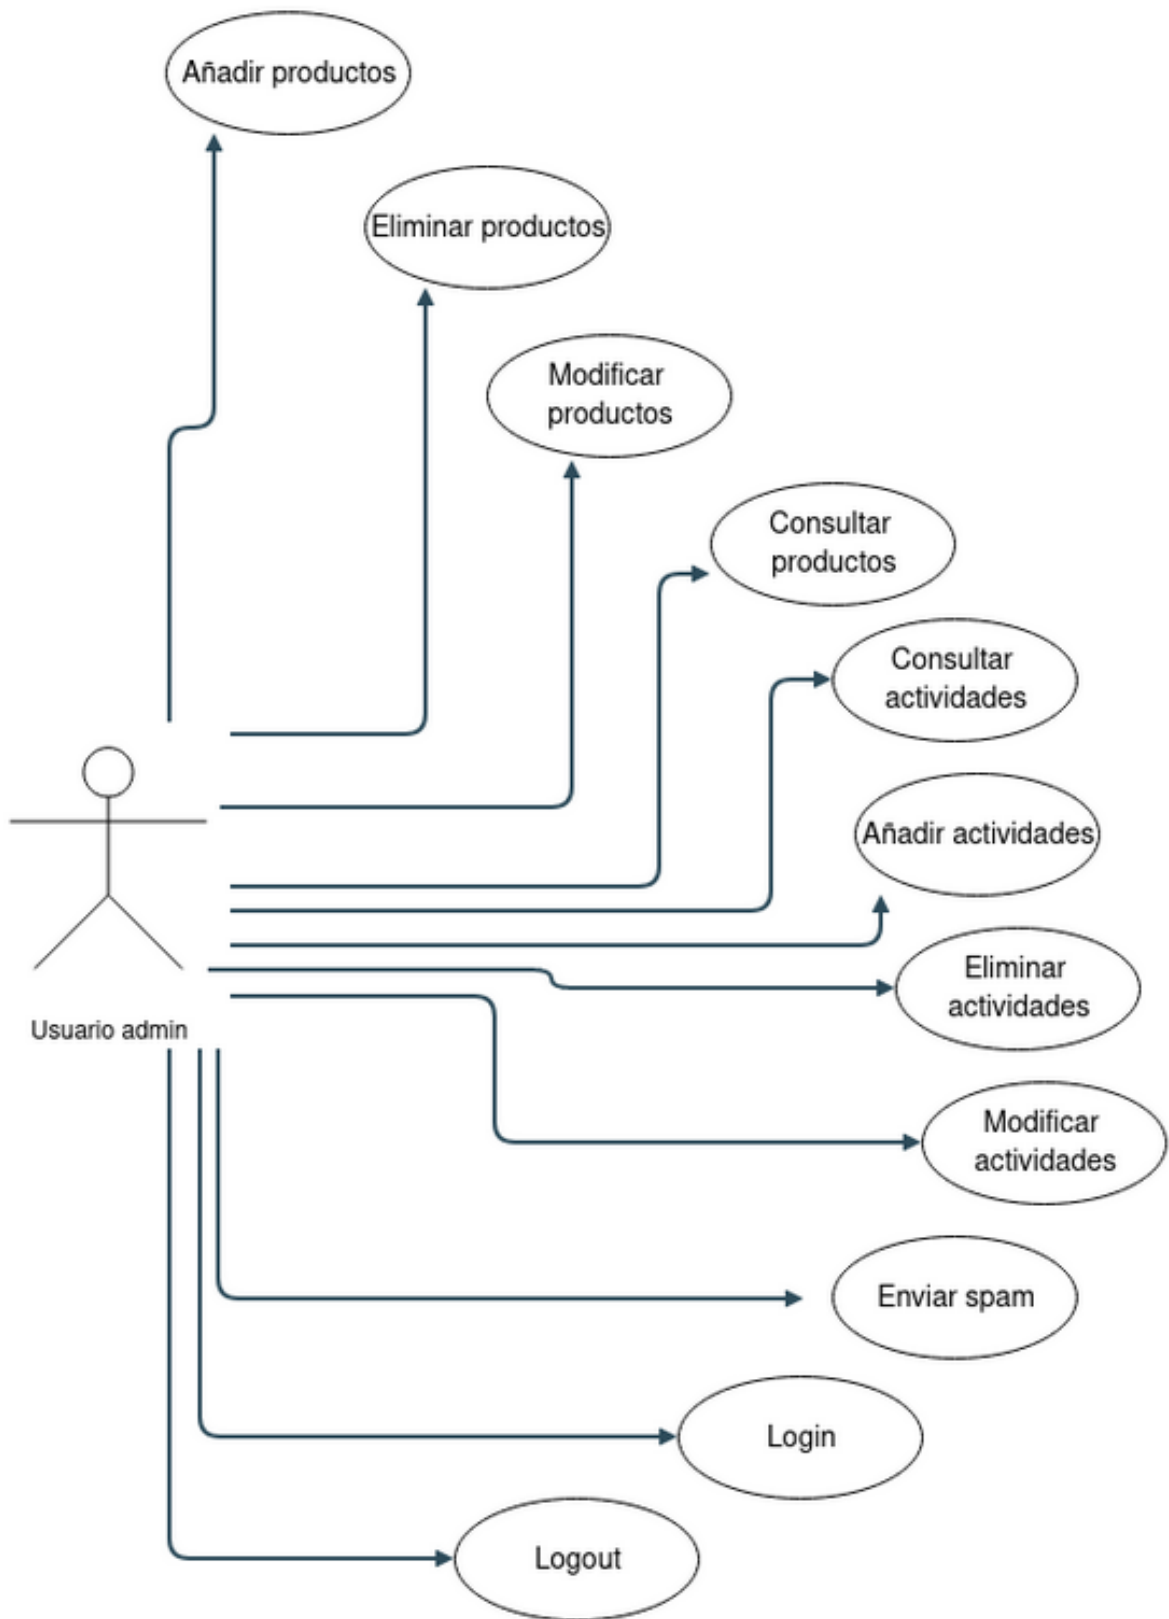 Añadir productos
Eliminar productos
Modificar
productos
Consultar
productos
Consultar
actividades
Añadir actividades
Eliminar
actividades
Usuario admin
Modificar
actividades
Enviar spam
Login
Logout